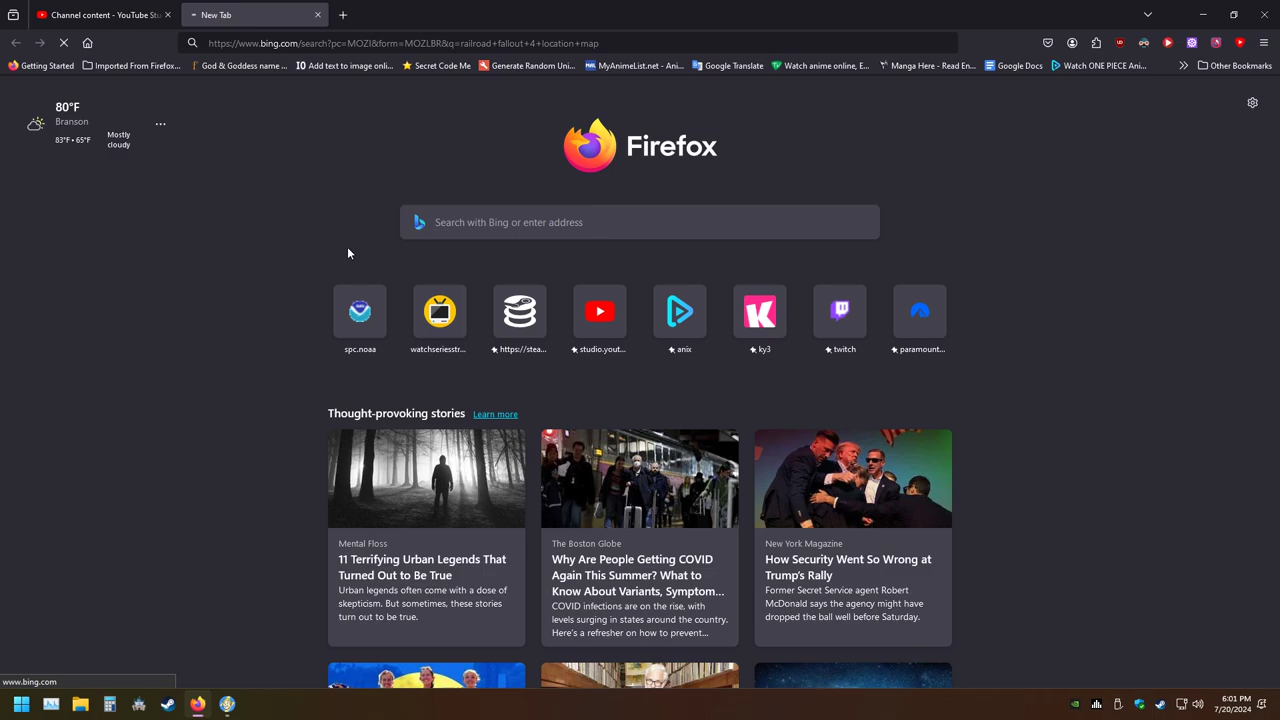 Channel content - YouTube Stu
New Tab
https://www.bing.com/search?pc=MOZI&form=MOZLBR&q=railroad+fallout+4+location+map
Getting Started
Imported From Firefox...
God & Goddess name ...
Add text to image onli...
Secret Code Me
Generate Random Uni...
MyAnimeList.net - Ani...
Google Translate
Watch anime online, E...
Manga Here - Read En...
Google Docs
Watch ONE PIECE Ani...
Other Bookmarks
80°F
Branson
83°F • 65°F
Mostly
cloudy
Firefox
Search with Bing or enter address
spc.noaa
watchseriesstr...
https://stea...
studio.yout...
anix
ky3
twitch
paramount...
Thought-provoking stories
Learn more
Mental Floss
11 Terrifying Urban Legends That
Turned Out to Be True
Urban legends often come with a dose of
skepticism. But sometimes, these stories
turn out to be true.
The Boston Globe
Why Are People Getting COVID
Again This Summer? What to
Know About Variants, Symptom...
COVID infections are on the rise, with
levels surging in states around the country.
Here's a refresher on how to prevent...
New York Magazine
How Security Went So Wrong at
Trump's Rally
Former Secret Service agent Robert
McDonald says the agency might have
dropped the ball well before Saturday.
www.bing.com
6:01 PM
7/20/2024